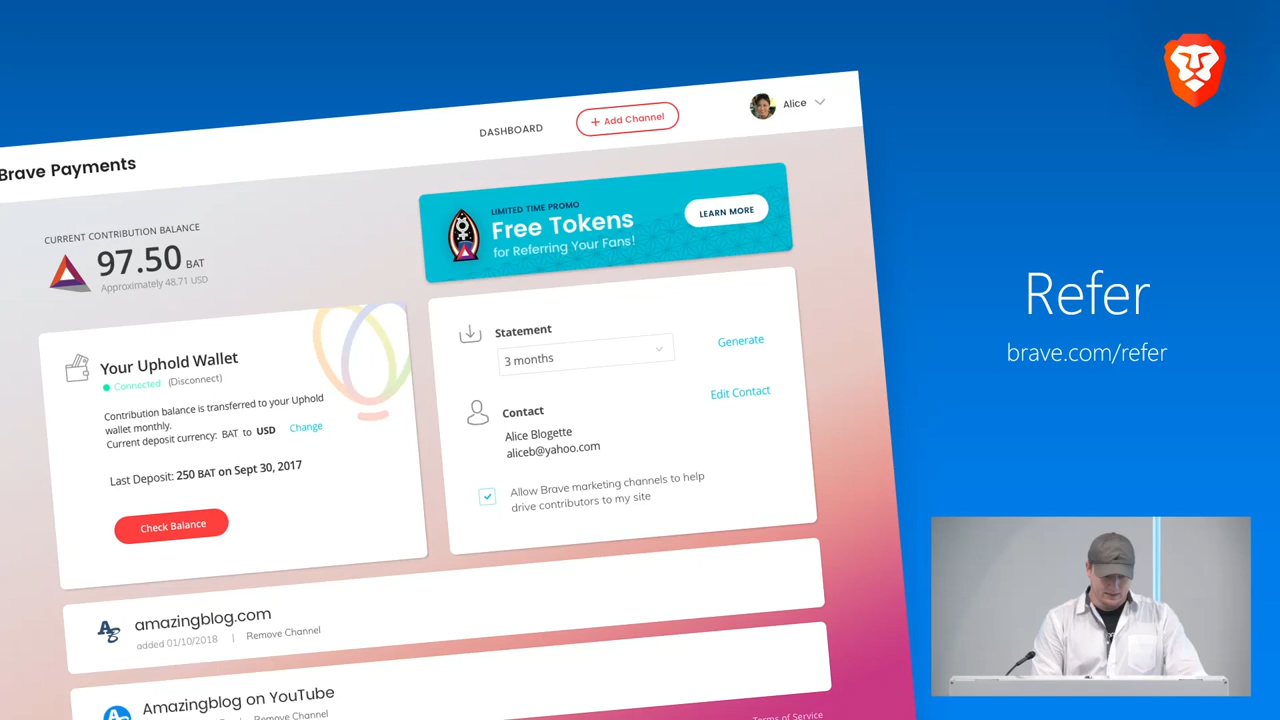 Brave Payments
DASHBOARD
+ Add Channel
Alice
CURRENT CONTRIBUTION BALANCE
97.50 BAT
Approximately 48.71 USD
LIMITED TIME PROMO
Free Tokens
for Referring Your Fans!
LEARN MORE
Your Uphold Wallet
Connected (Disconnect)
Contribution balance is transferred to your Uphold
wallet monthly.
Current deposit currency: BAT to USD Change
Last Deposit: 250 BAT on Sept 30, 2017
Check Balance
Statement
3 months
Generate
Contact
Edit Contact
Alice Blogette
aliceb@yahoo.com
Allow Brave marketing channels to help
drive contributors to my site
amazingblog.com
added 01/10/2018 | Remove Channel
Amazingblog on YouTube
Remove Channel
Terms of Service
Refer
brave.com/refer